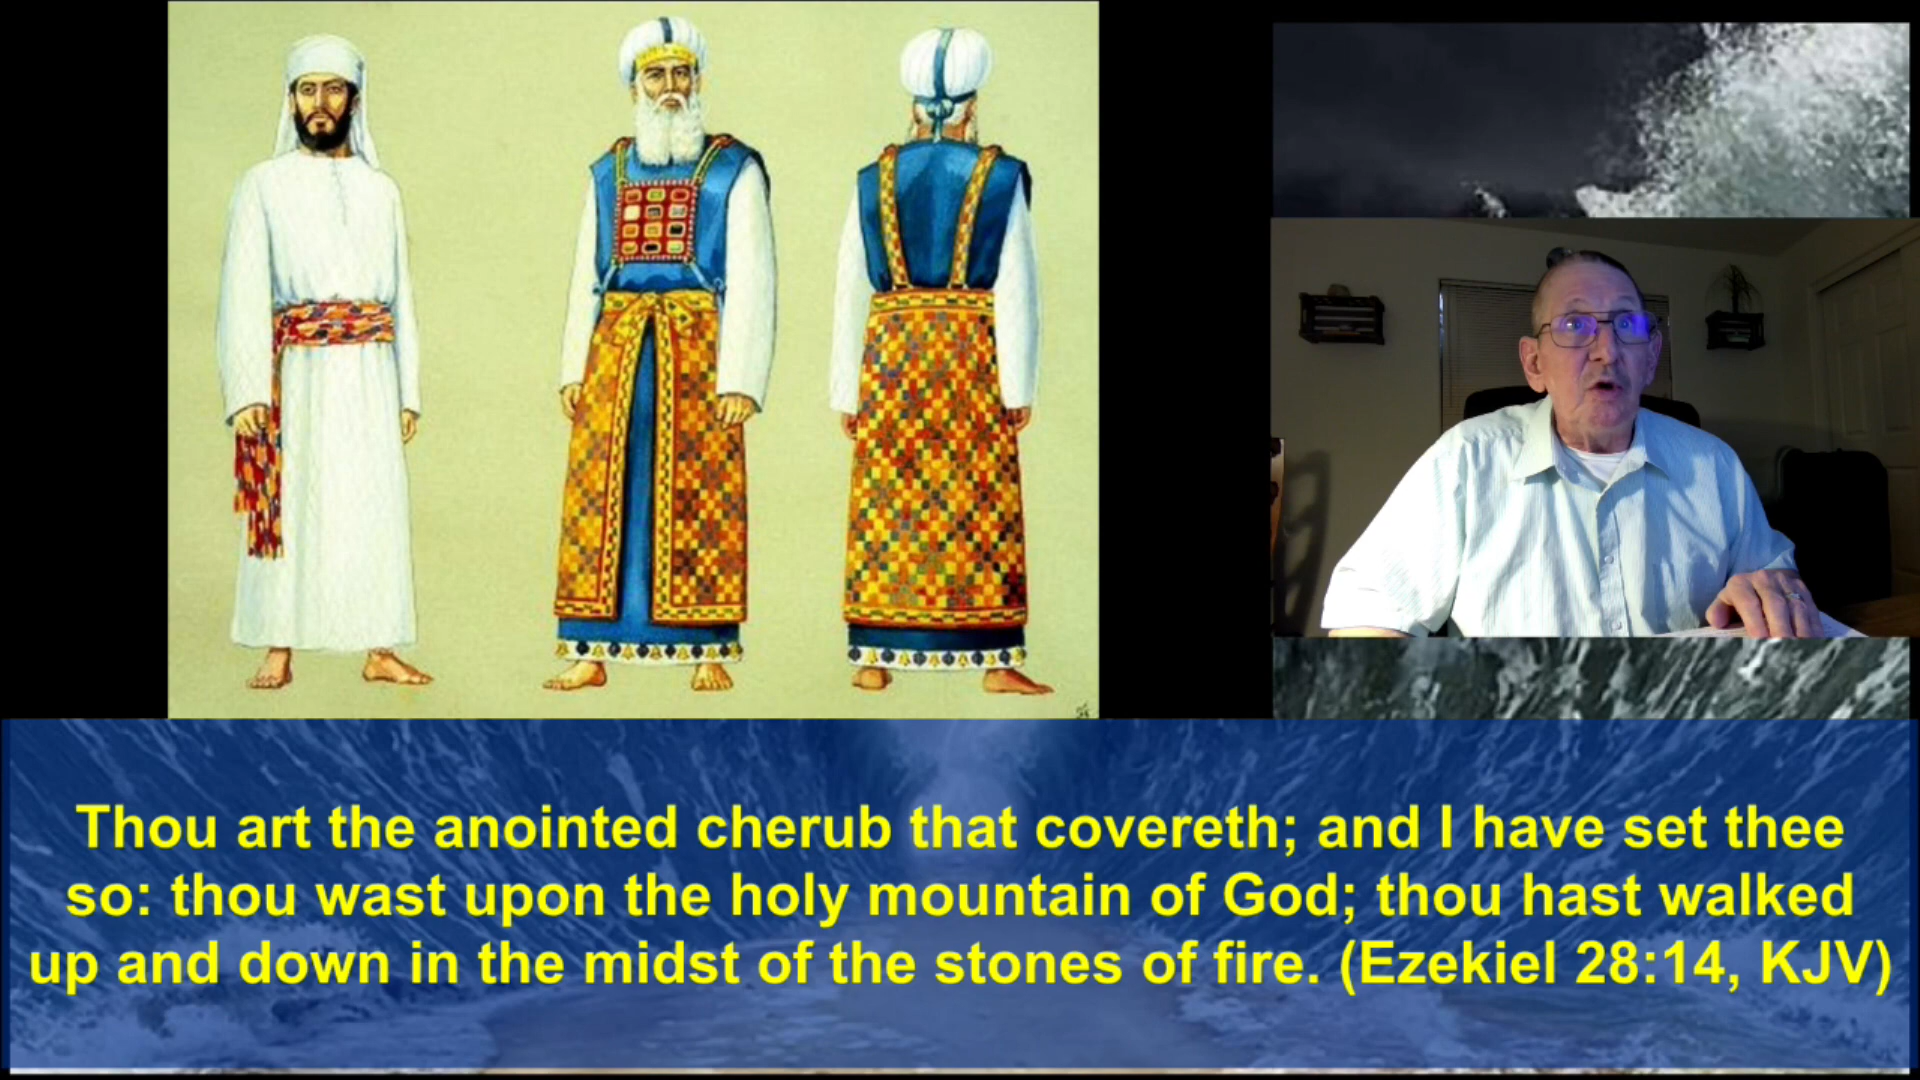 Thou art the anointed cherub that covereth; and I have set thee
so: thou wast upon the holy mountain of God; thou hast walked
up and down in the midst of the stones of fire. (Ezekiel 28:14, KJV)